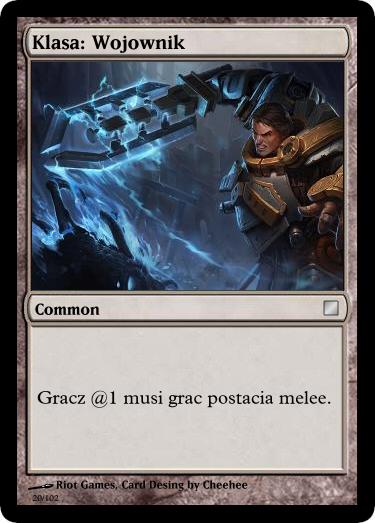 Klasa: Wojownik
Common
Gracz @1 musi grac postacia melee.
Riot Games, Card Desing by Cheehee
20/102